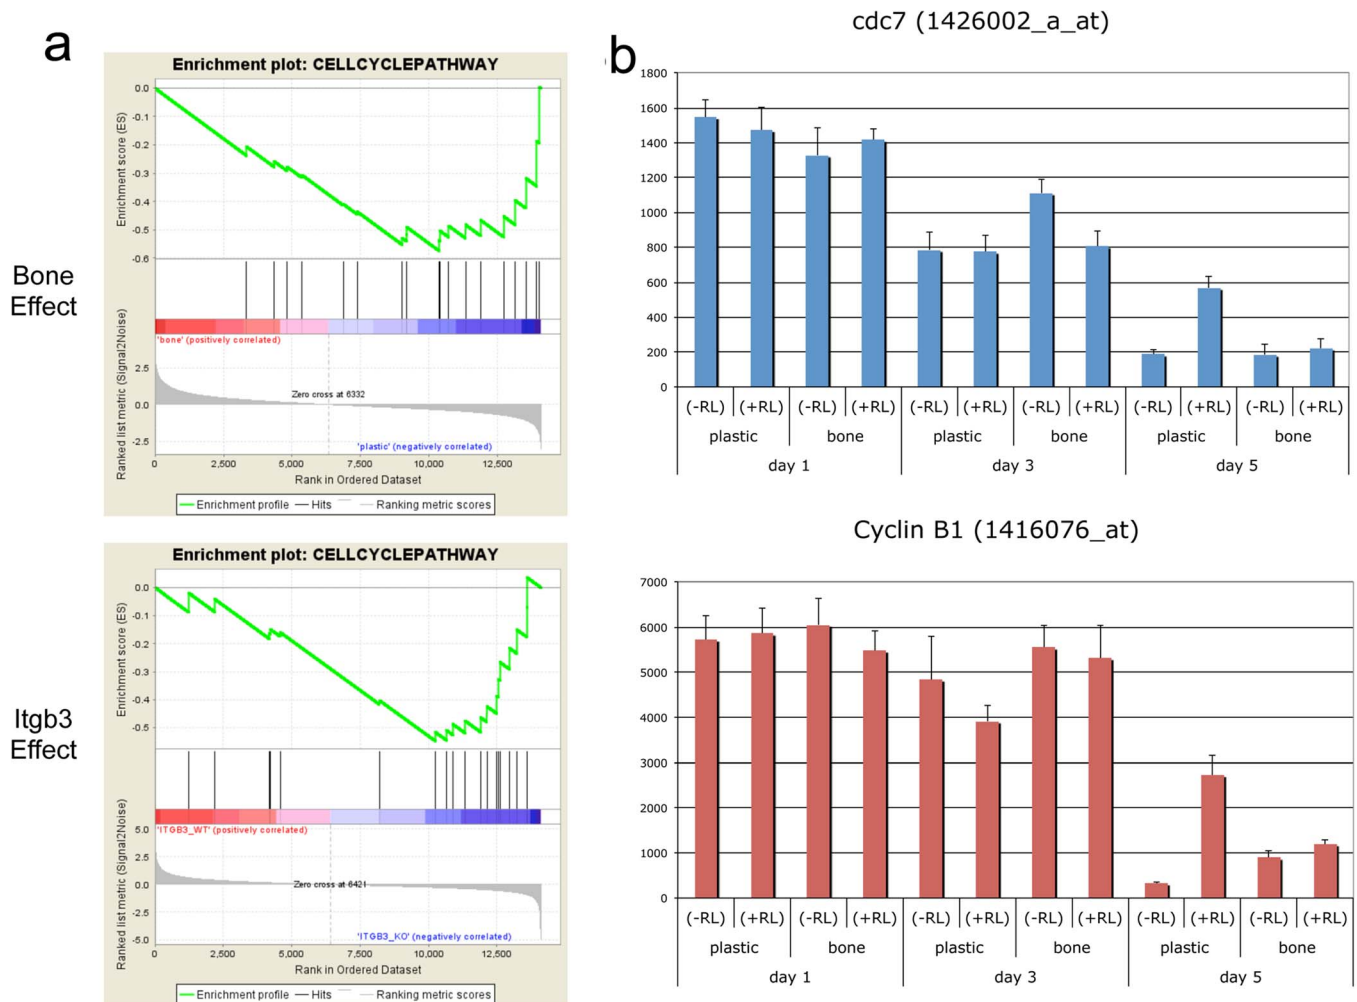 a
Bone
Effect
Enrichment plot: CELLCYCLEPATHWAY
Enrichment score (ES)
0.0
-0.1
-0.2
-0.3
-0.4
-0.5
-0.6
'bone' (positively correlated)
Ranked list metric (Signal2Noise)
2.5
0.0
-2.5
Zero cross at 6332
'plastic' (negatively correlated)
0 2,500 5,000 7,500 10,000 12,500
Rank in Ordered Dataset
Enrichment profile Hits Ranking metric scores
Itgb3
Effect
Enrichment plot: CELLCYCLEPATHWAY
Enrichment score (ES)
0.0
-0.1
-0.2
-0.3
-0.4
-0.5
'ITGB3_WT' (positively correlated)
Ranked list metric (Signal2Noise)
5.0
2.5
0.0
-2.5
-5.0
Zero cross at 6421
'ITGB3_KO' (negatively correlated)
0 2,500 5,000 7,500 10,000 12,500
Rank in Ordered Dataset
Enrichment profile Hits Ranking metric scores
b
cdc7 (1426002_a_at)
1800
1600
1400
1200
1000
800
600
400
200
0
(-RL) (+RL) (-RL) (+RL) (-RL) (+RL) (-RL) (+RL) (-RL) (+RL) (-RL) (+RL)
plastic bone plastic bone plastic bone
day 1 day 3 day 5
Cyclin B1 (1416076_at)
7000
6000
5000
4000
3000
2000
1000
0
(-RL) (+RL) (-RL) (+RL) (-RL) (+RL) (-RL) (+RL) (-RL) (+RL) (-RL) (+RL)
plastic bone plastic bone plastic bone
day 1 day 3 day 5